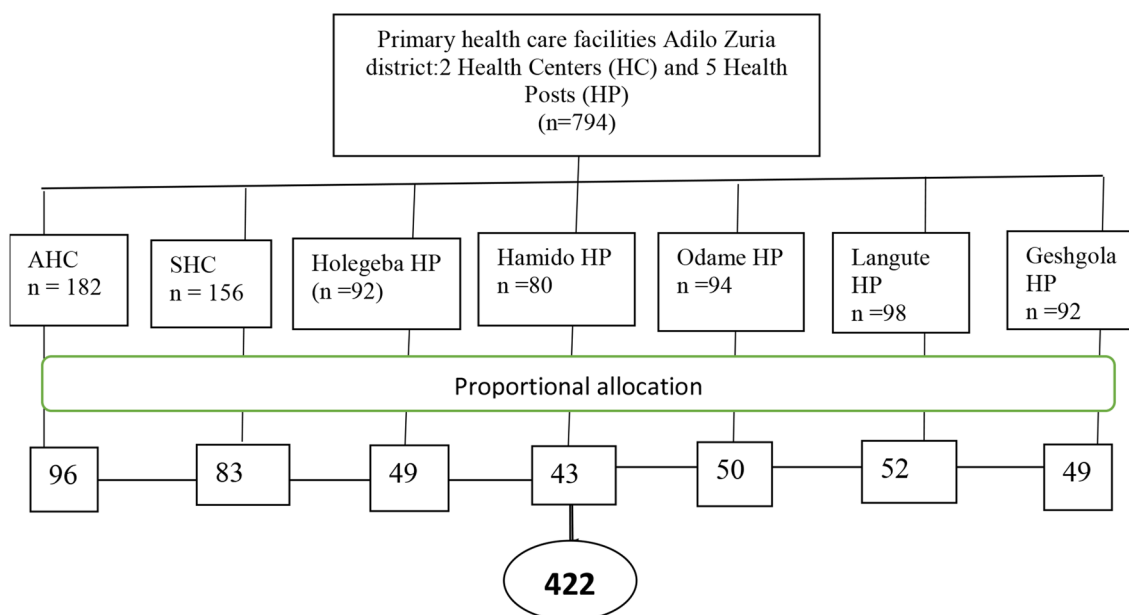 Primary health care facilities Adilo Zuria
district:2 Health Centers (HC) and 5 Health
Posts (HP)
(n=794)
AHC
n = 182
SHC
n = 156
Holegeba HP
(n =92)
Hamido HP
n =80
Odame HP
n =94
Langute
HP
n =98
Geshgola
HP
n =92
Proportional allocation
96
83
49
43
50
52
49
422